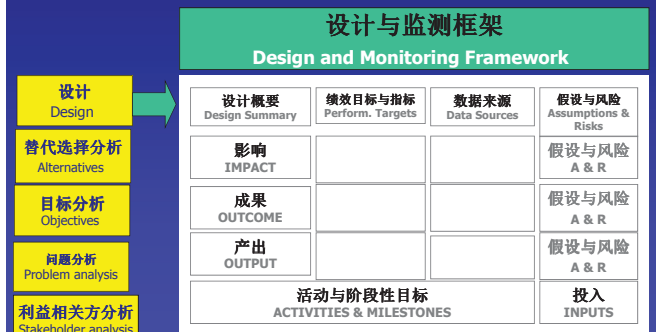 设计与监测框架
Design and Monitoring Framework
设计
Design
替代选择分析
Alternatives
目标分析
Objectives
问题分析
Problem analysis
利益相关方分析
Stakeholder analysis
设计概要
Design Summary
绩效目标与指标
Perform. Targets
数据来源
Data Sources
假设与风险
Assumptions &
Risks
影响
IMPACT
假设与风险
A & R
成果
OUTCOME
假设与风险
A & R
产出
OUTPUT
假设与风险
A & R
活动与阶段性目标
ACTIVITIES & MILESTONES
投入
INPUTS